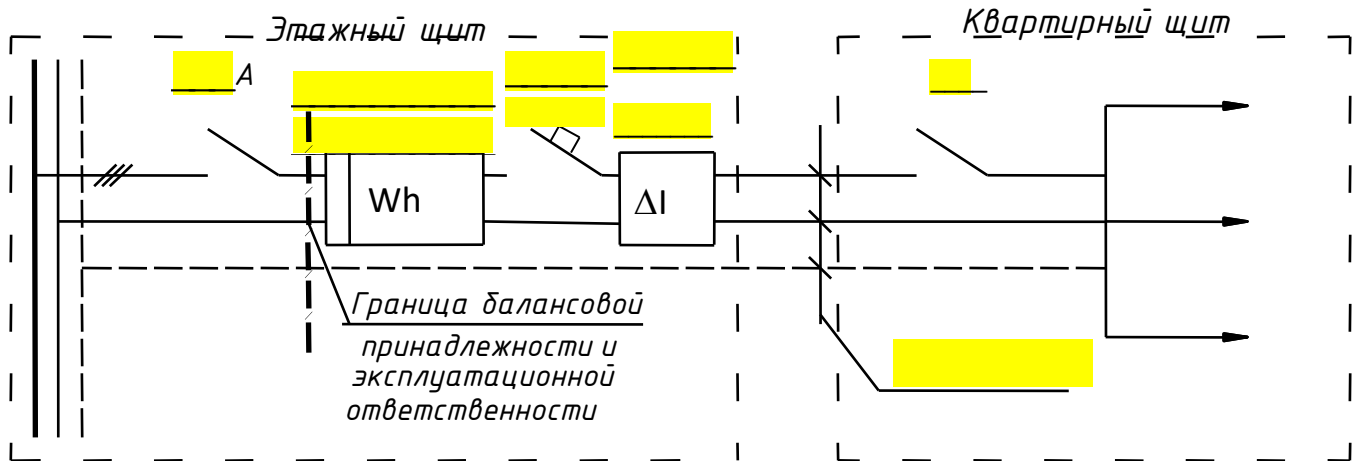 Этажный щит
Квартирный щит
А
Wh
ΔI
Граница балансовой
принадлежности и
эксплуатационной
ответственности